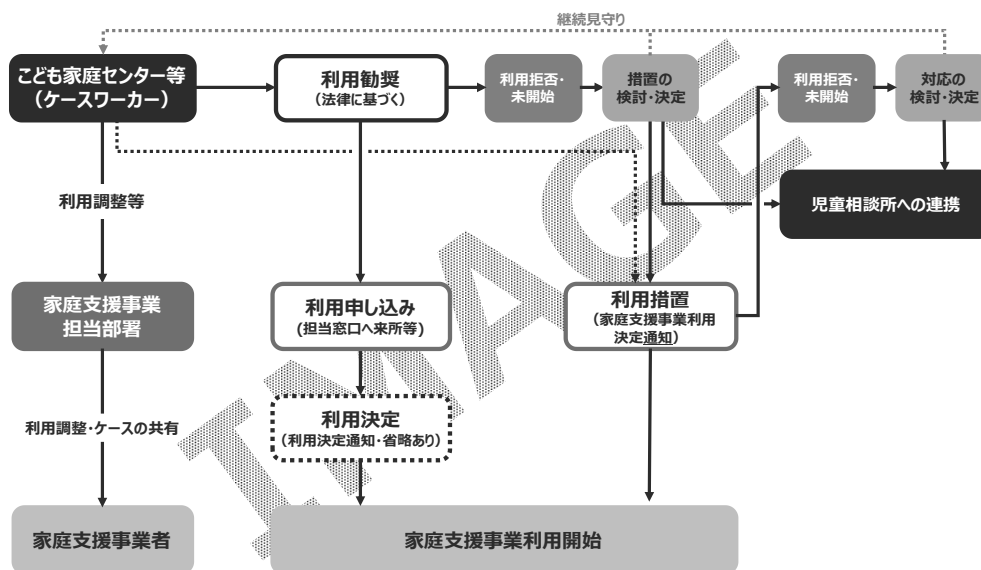 継続見守り
こども家庭センター等
（ケースワーカー）
利用勧奨
（法律に基づく）
利用拒否・
未開始
措置の
検討・決定
利用拒否・
未開始
対応の
検討・決定
利用調整等
児童相談所への連携
家庭支援事業
担当部署
利用申し込み
(担当窓口へ来所等)
利用措置
（家庭支援事業利用
決定通知）
利用決定
（利用決定通知・省略あり）
利用調整・ケースの共有
家庭支援事業者
家庭支援事業利用開始
IMAGE